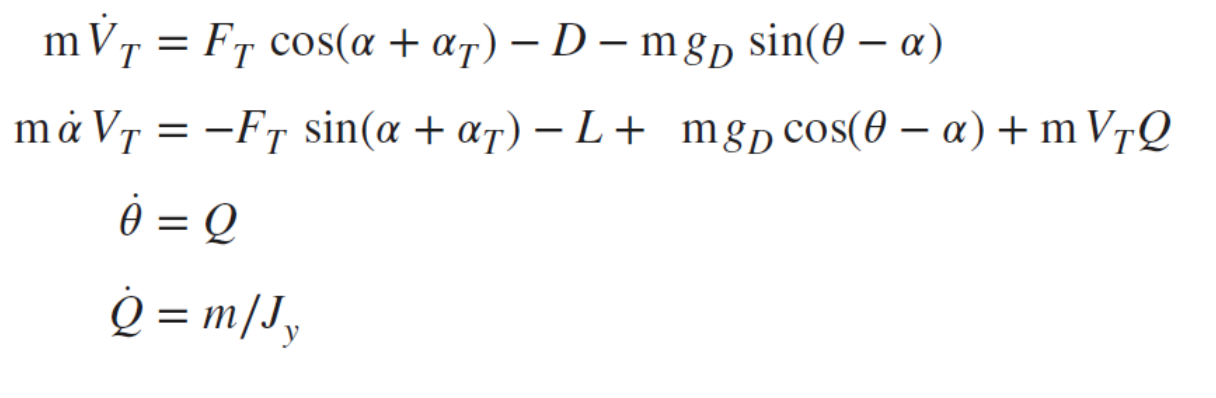 m V̇_T = F_T cos(α + α_T) − D − m g_D sin(θ − α)
m α̇ V_T = −F_T sin(α + α_T) − L + m g_D cos(θ − α) + m V_T Q
θ̇ = Q
Q̇ = m/J_y